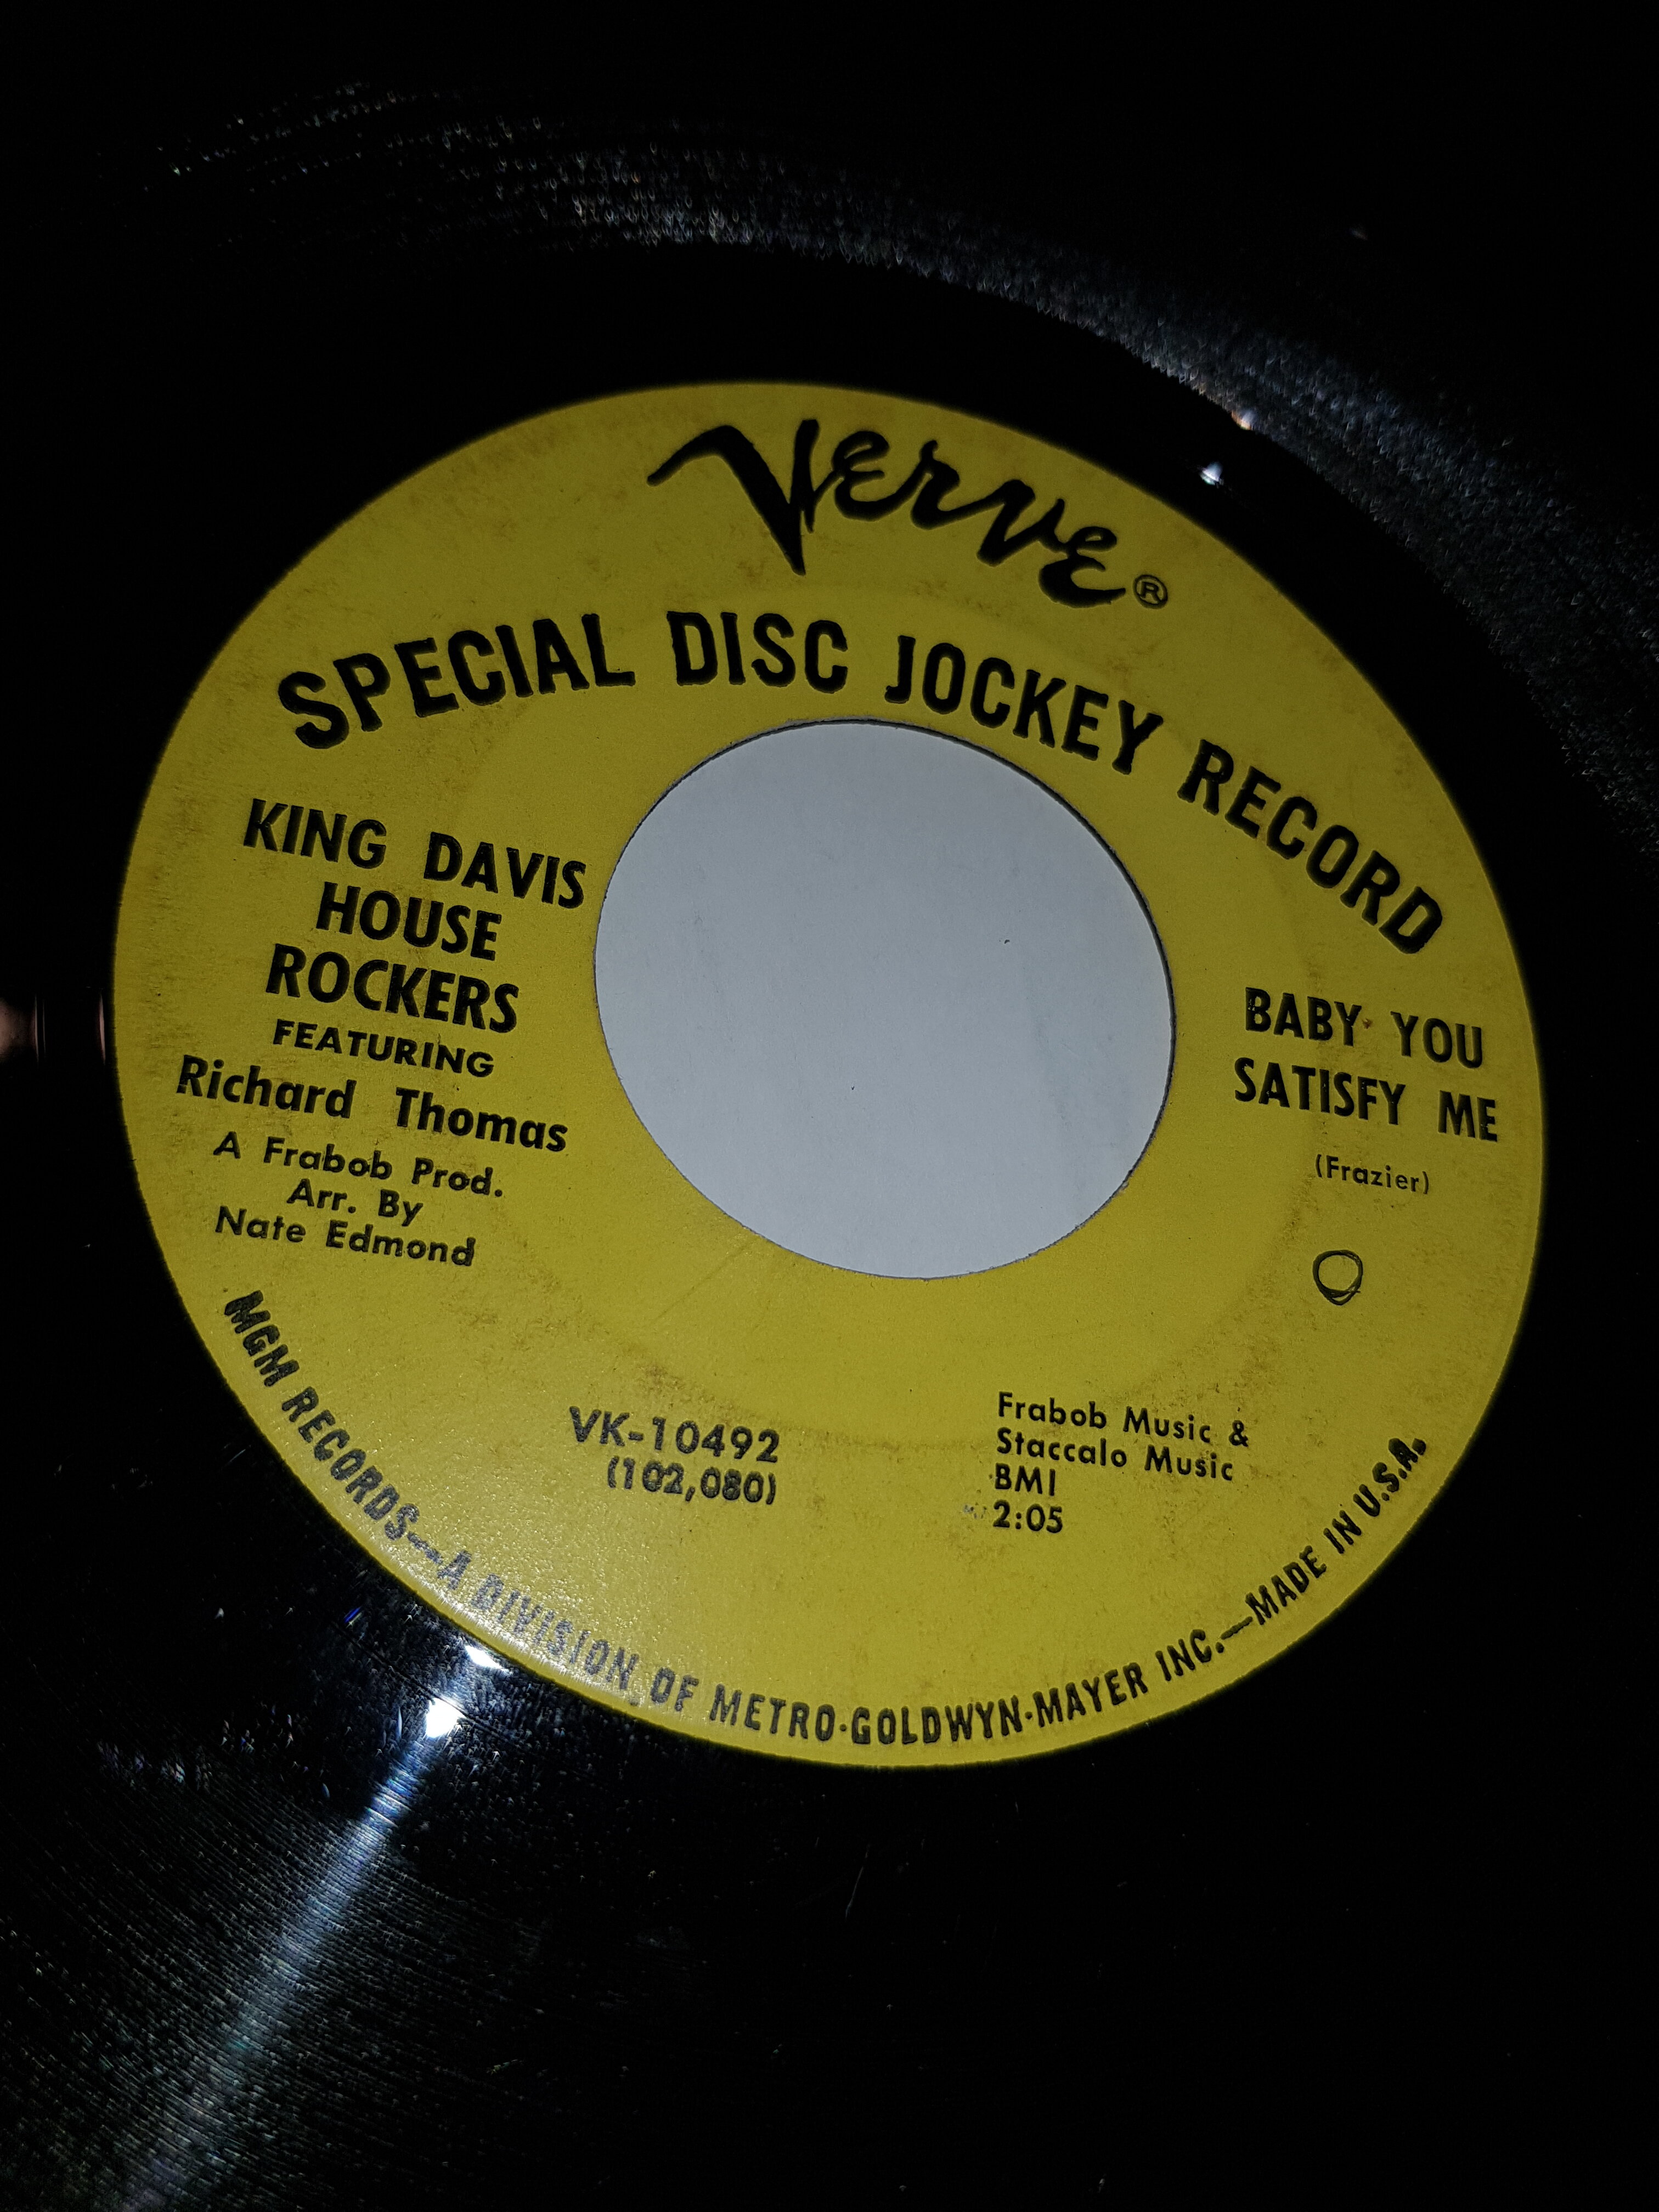 Verve®
SPECIAL DISC JOCKEY RECORD
KING DAVIS
HOUSE
ROCKERS
FEATURING
Richard Thomas
A Frabob Prod.
Arr. By
Nate Edmond
BABY YOU
SATISFY ME
(Frazier)
VK-10492
(102,080)
Frabob Music &
Staccalo Music
BMI
2:05
MGM RECORDS—A DIVISION OF METRO-GOLDWYN-MAYER INC.—MADE IN U.S.A.